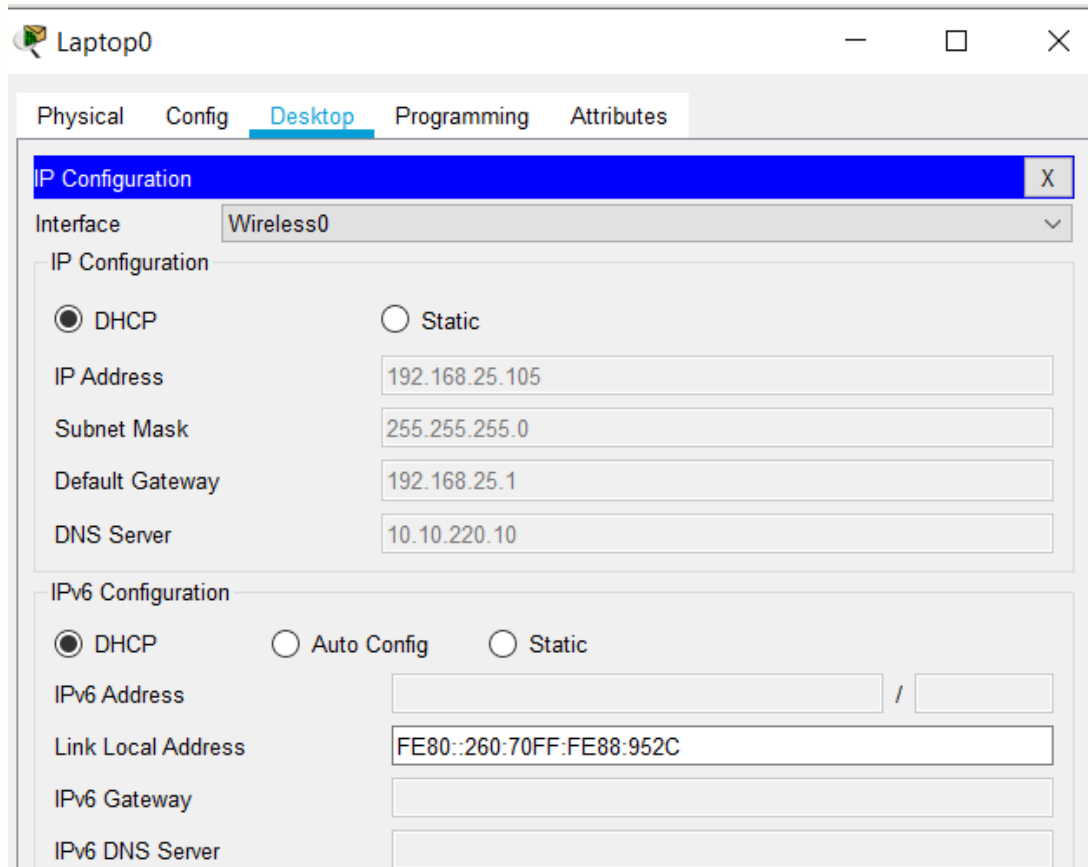 Laptop0
Physical Config Desktop Programming Attributes
IP Configuration X
Interface Wireless0
IP Configuration
DHCP Static
IP Address 192.168.25.105
Subnet Mask 255.255.255.0
Default Gateway 192.168.25.1
DNS Server 10.10.220.10
IPv6 Configuration
DHCP Auto Config Static
IPv6 Address /
Link Local Address FE80::260:70FF:FE88:952C
IPv6 Gateway
IPv6 DNS Server